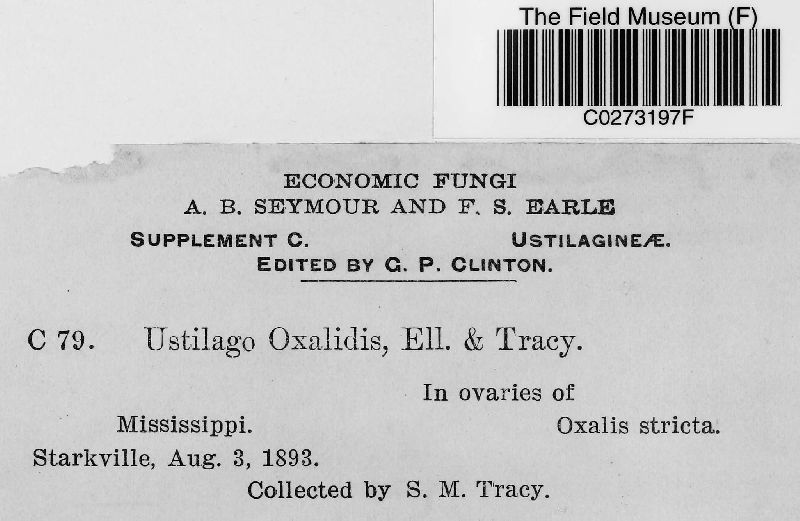 The Field Museum (F)
C0273197F
ECONOMIC FUNGI
A. B. SEYMOUR AND F. S. EARLE
SUPPLEMENT C. USTILAGINEÆ.
EDITED BY G. P. CLINTON.
C 79. Ustilago Oxalidis, Ell. & Tracy.
In ovaries of
Mississippi. Oxalis stricta.
Starkville, Aug. 3, 1893.
Collected by S. M. Tracy.